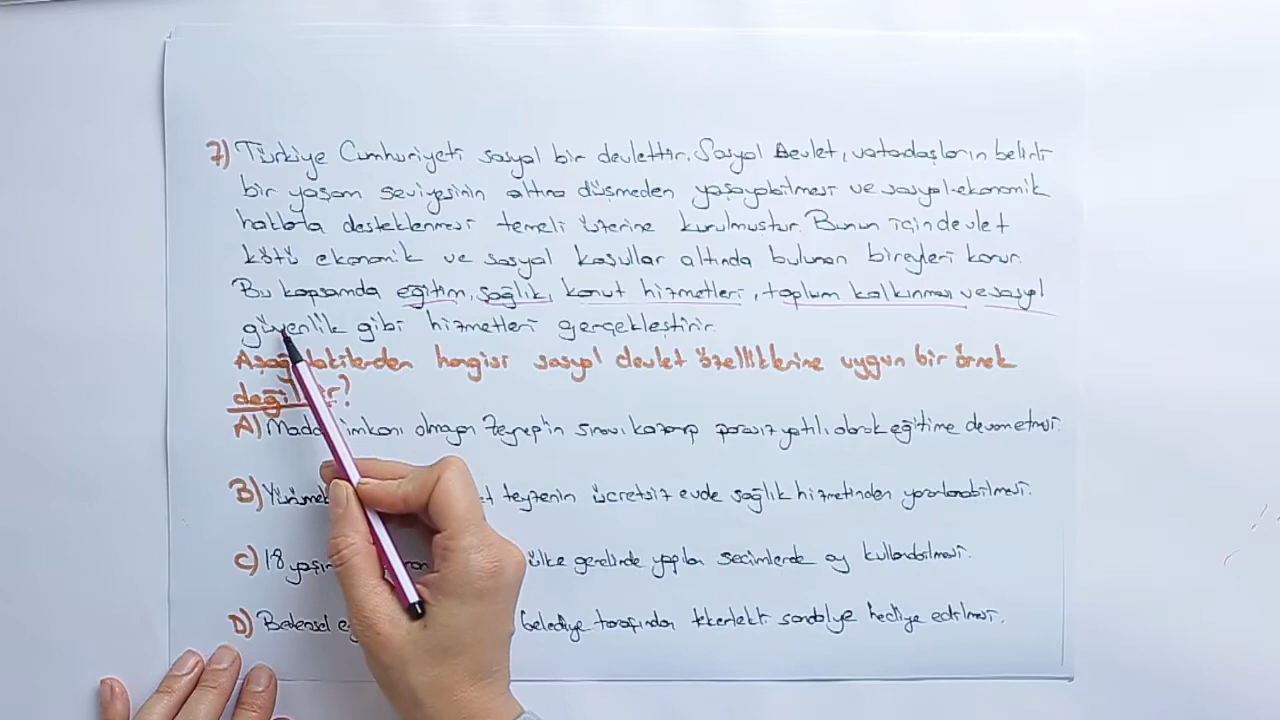 7) Türkiye Cumhuriyeti sosyal bir devlettir. Sosyal Devlet, vatadaşların belirli
bir yaşam seviyesinin altına düşmeden yaşayabilmesi ve sosyal-ekonomik
haklarla desteklenmesi temeli üzerine kurulmuştur. Bunun için devlet
kötü ekonomik ve sosyal koşullar altında bulunan bireyleri korur.
Bu kapsamda eğitim, sağlık, konut hizmetleri, toplum kalkınması ve sosyal
güvenlik gibi hizmetleri gerçekleştirir.
Aşağıdakilerden hangisi sosyal devlet özelliklerine uygun bir örnek
değildir?
A) Maddi imkanı olmayan Zeynep'in sınavı kazanıp parasız yatılı olarak eğitime devam etmesi.
B) teyzenin ücretsiz evde sağlık hizmetinden yararlanabilmesi.
C) 18 ülke genelinde yapılan seçimlerde oy kullanabilmesi.
D) Bedensel belediye tarafından tekerlekli sandalye hediye edilmesi.